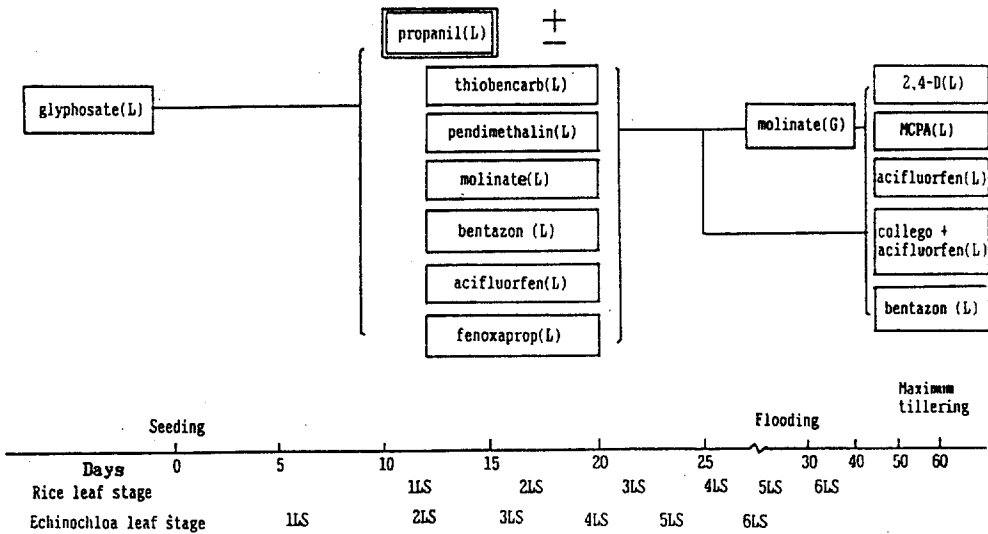 propanil(L) ±
glyphosate(L)
thiobencarb(L)
pendimethalin(L)
molinate(L)
bentazon (L)
acifluorfen(L)
fenoxaprop(L)
molinate(G)
2,4-D(L)
MCPA(L)
acifluorfen(L)
collego +
acifluorfen(L)
bentazon (L)
Maximum
tillering
Seeding Flooding
Days 0 5 10 15 20 25 30 40 50 60
Rice leaf stage 1LS 2LS 3LS 4LS 5LS 6LS
Echinochloa leaf stage 1LS 2LS 3LS 4LS 5LS 6LS